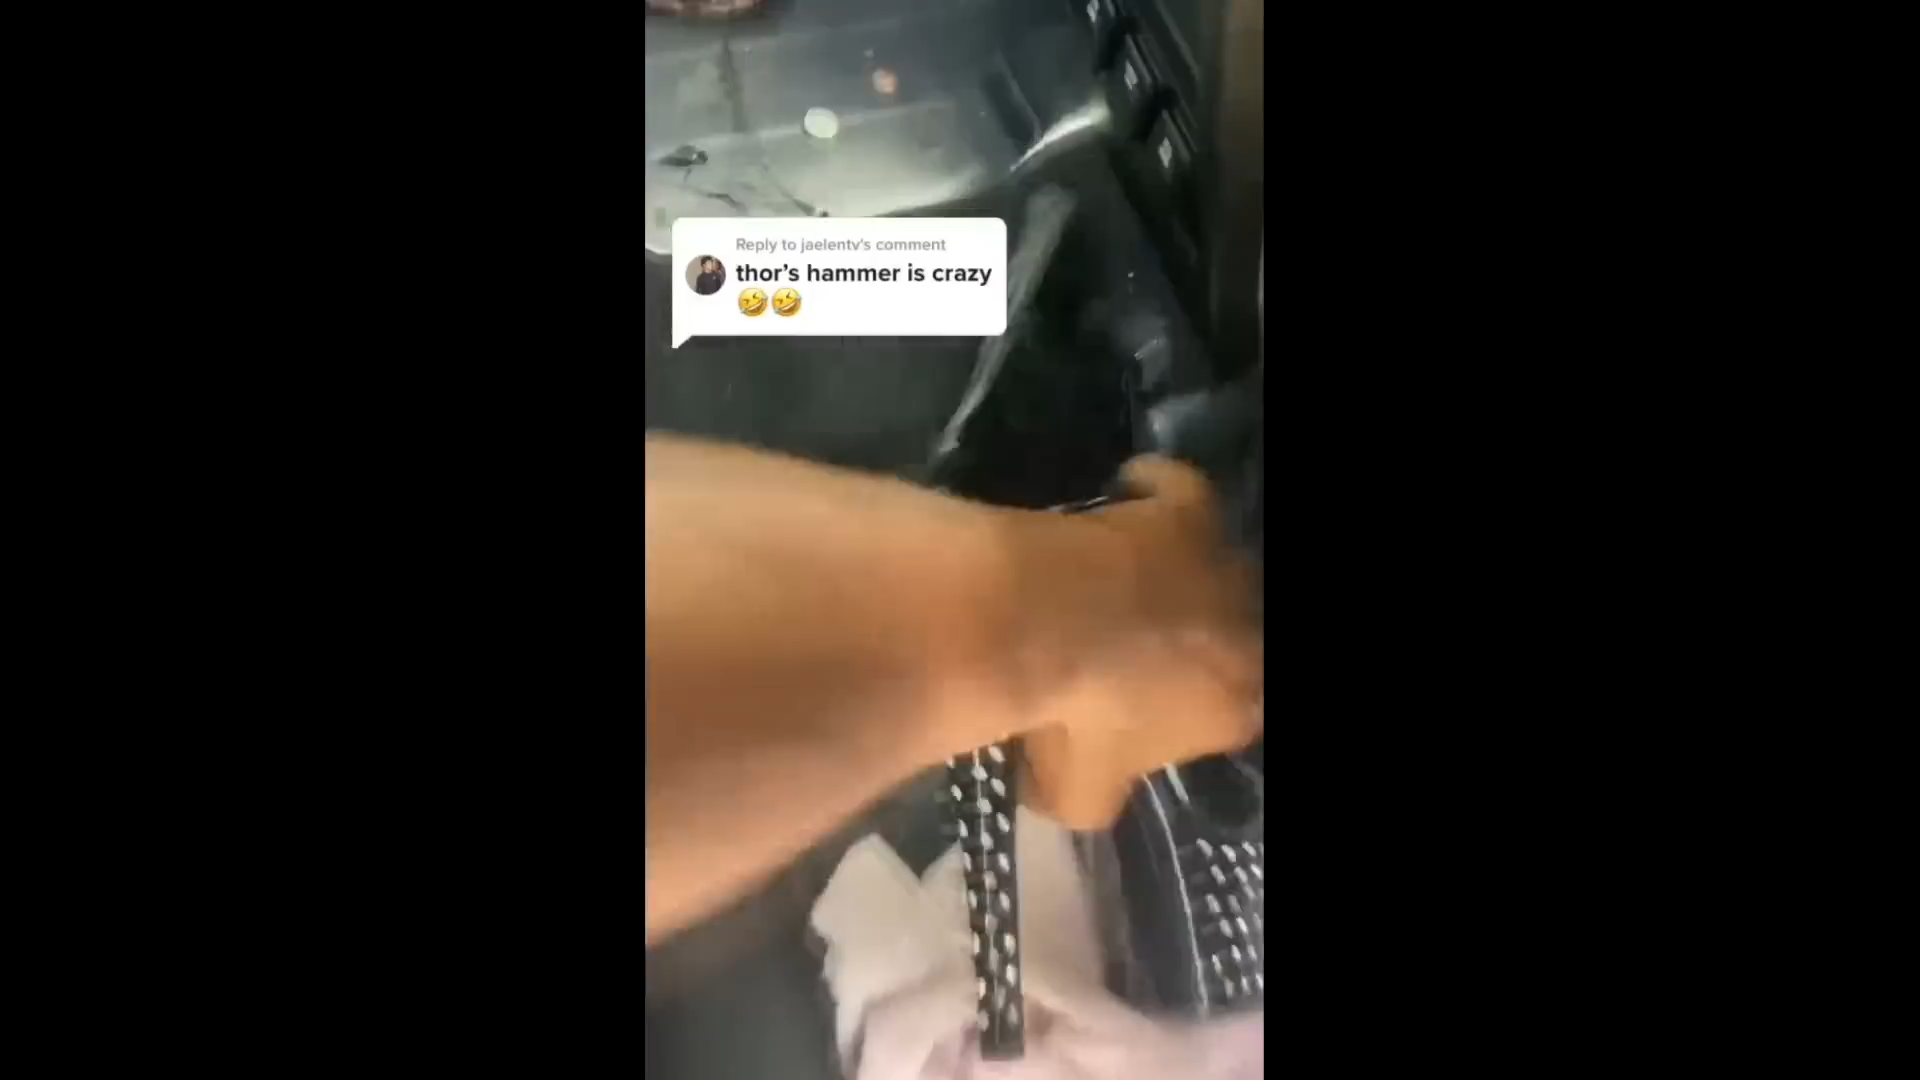 Reply to jaelentv's comment
thor’s hammer is crazy
🤣🤣